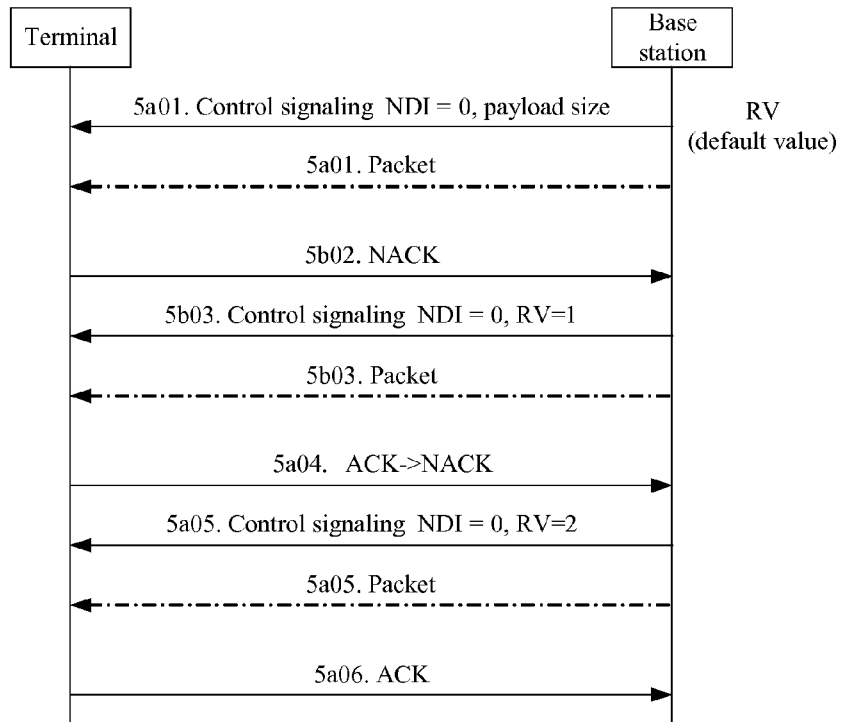 Terminal
Base
station
5a01. Control signaling NDI = 0, payload size
RV
(default value)
5a01. Packet
5b02. NACK
5b03. Control signaling NDI = 0, RV=1
5b03. Packet
5a04. ACK->NACK
5a05. Control signaling NDI = 0, RV=2
5a05. Packet
5a06. ACK